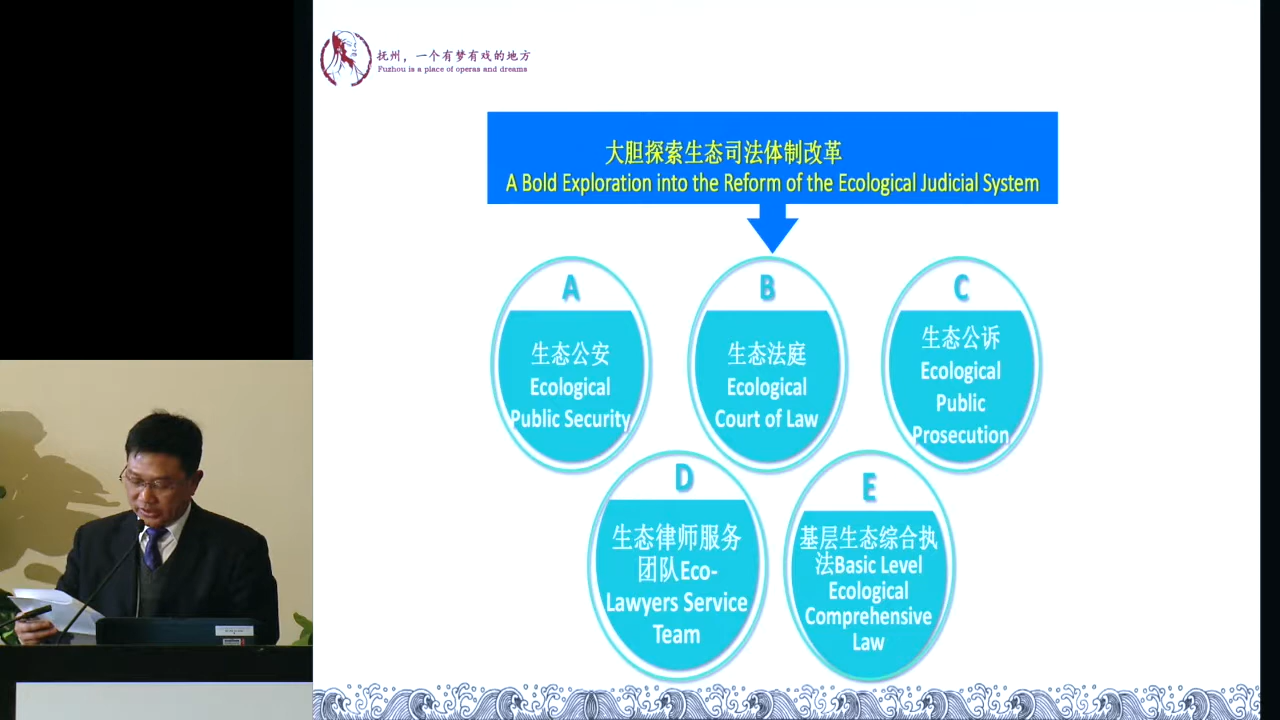 抚州，一个有梦有戏的地方
Fuzhou is a place of operas and dreams
大胆探索生态司法体制改革
A Bold Exploration into the Reform of the Ecological Judicial System
A
生态公安
Ecological
Public Security
B
生态法庭
Ecological
Court of Law
C
生态公诉
Ecological
Public
Prosecution
D
生态律师服务
团队Eco-
Lawyers Service
Team
E
基层生态综合执
法Basic Level
Ecological
Comprehensive
Law